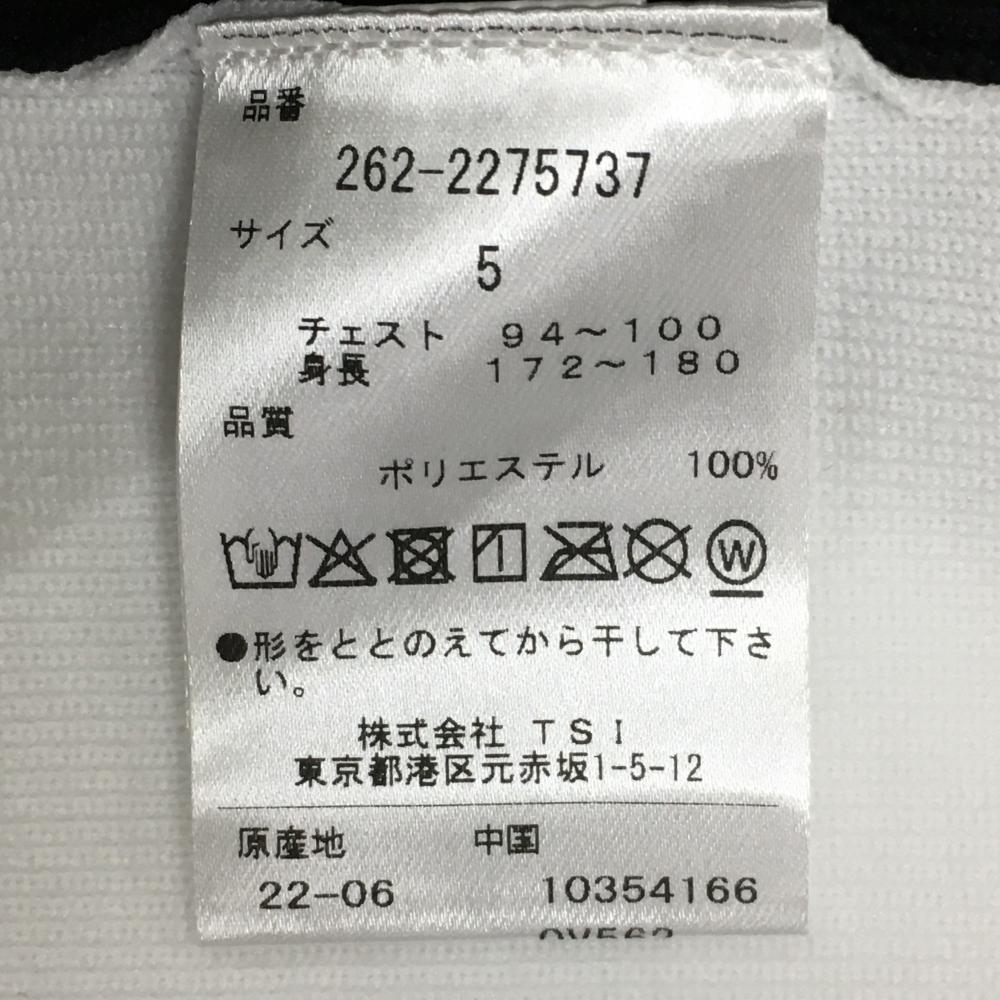 品番
262-2275737
サイズ
5
チェスト 94～100
身長 172～180
品質
ポリエステル 100%
W
●形をととのえてから干して下さ
い。
株式会社 TSI
東京都港区元赤坂1-5-12
原産地 中国
22-06 10354166